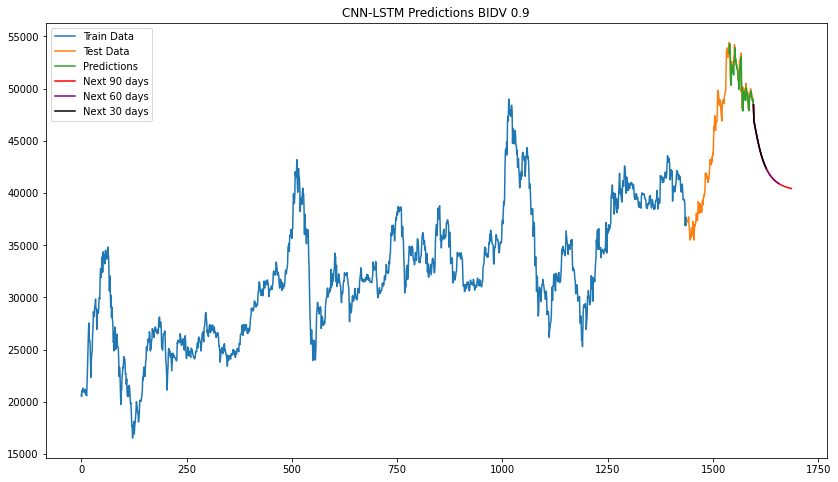 CNN-LSTM Predictions BIDV 0.9
Train Data
Test Data
Predictions
Next 90 days
Next 60 days
Next 30 days
55000
50000
45000
40000
35000
30000
25000
20000
15000
0
250
500
750
1000
1250
1500
1750